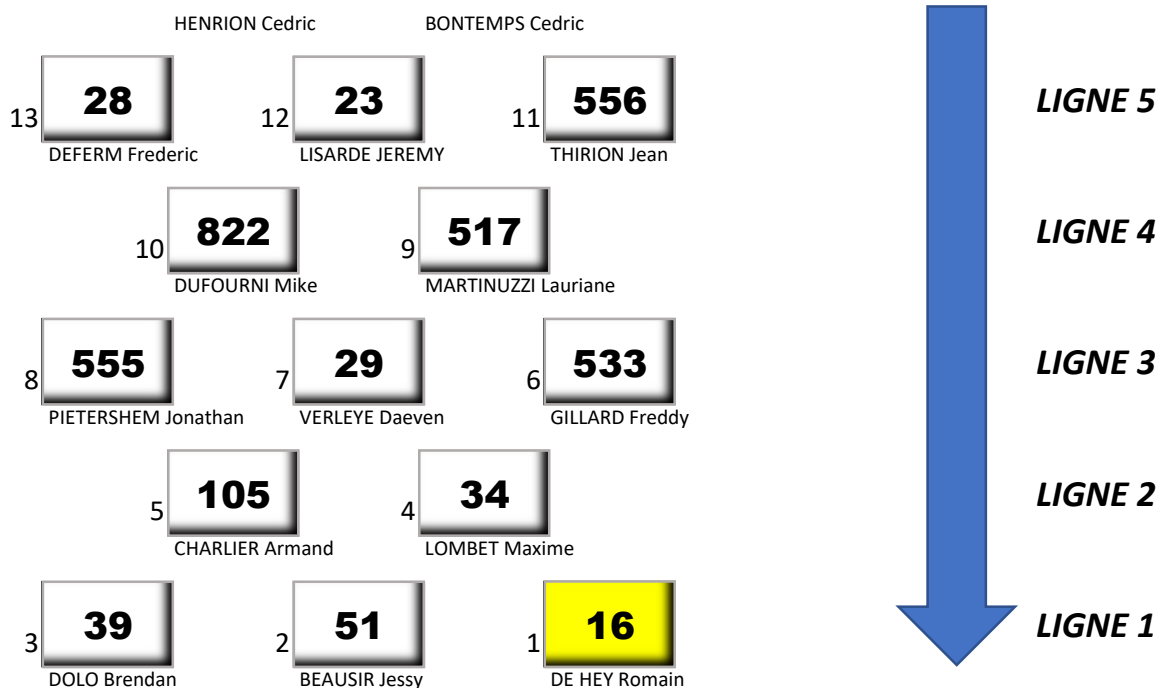 HENRION Cedric BONTEMPS Cedric
13 28 12 23 11 556 LIGNE 5
DEFERM Frederic LISARDE JEREMY THIRION Jean
10 822 9 517 LIGNE 4
DUFOURNI Mike MARTINUZZI Lauriane
8 555 7 29 6 533 LIGNE 3
PIETERSHEM Jonathan VERLEYE Daeven GILLARD Freddy
5 105 4 34 LIGNE 2
CHARLIER Armand LOMBET Maxime
3 39 2 51 1 16 LIGNE 1
DOLO Brendan BEAUSIR Jessy DE HEY Romain